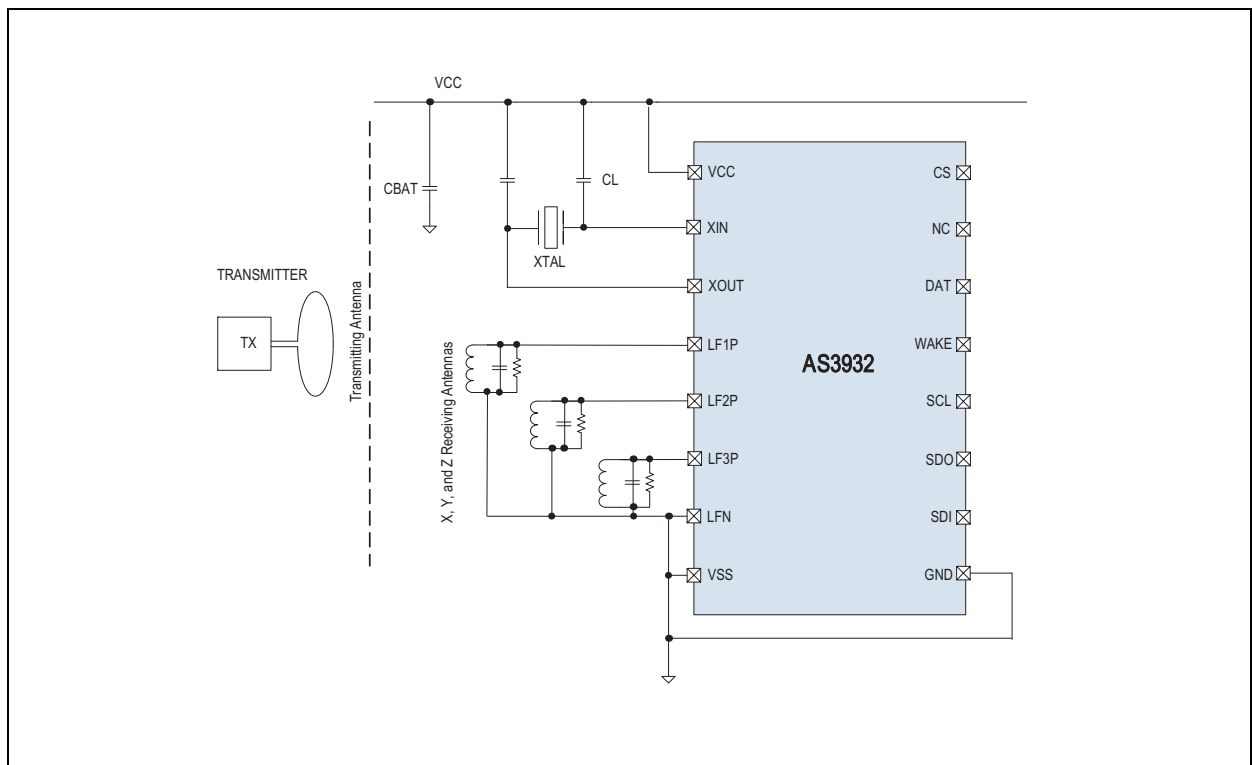 VCC
CBAT
CL
XTAL
TRANSMITTER
TX
Transmitting Antenna
X, Y, and Z Receiving Antennas
AS3932
VCC
XIN
XOUT
LF1P
LF2P
LF3P
LFN
VSS
CS
NC
DAT
WAKE
SCL
SDO
SDI
GND